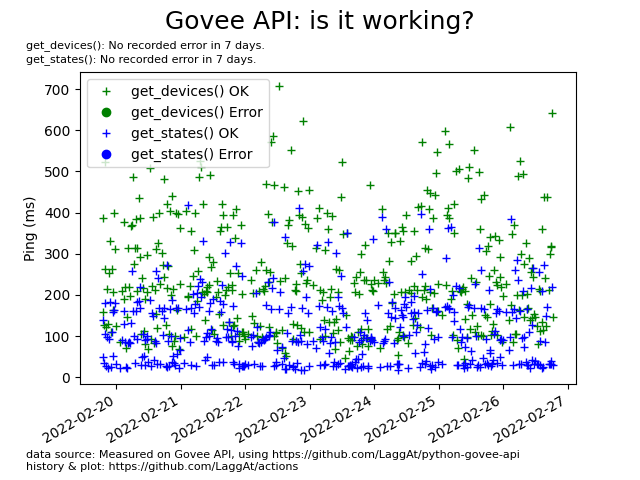 Govee API: is it working?
get_devices(): No recorded error in 7 days.
get_states(): No recorded error in 7 days.
get_devices() OK
get_devices() Error
get_states() OK
get_states() Error
Ping (ms)
700
600
500
400
300
200
100
0
2022-02-20
2022-02-21
2022-02-22
2022-02-23
2022-02-24
2022-02-25
2022-02-26
2022-02-27
data source: Measured on Govee API, using https://github.com/LaggAt/python-govee-api
history & plot: https://github.com/LaggAt/actions